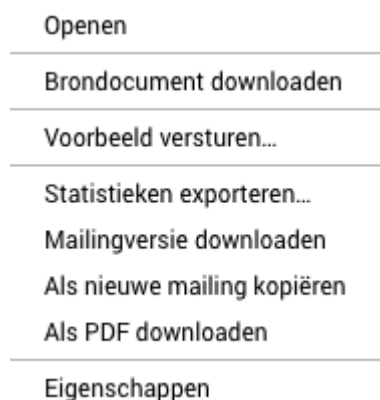 Openen
Brondocument downloaden
Voorbeeld versturen…
Statistieken exporteren…
Mailingversie downloaden
Als nieuwe mailing kopiëren
Als PDF downloaden
Eigenschappen